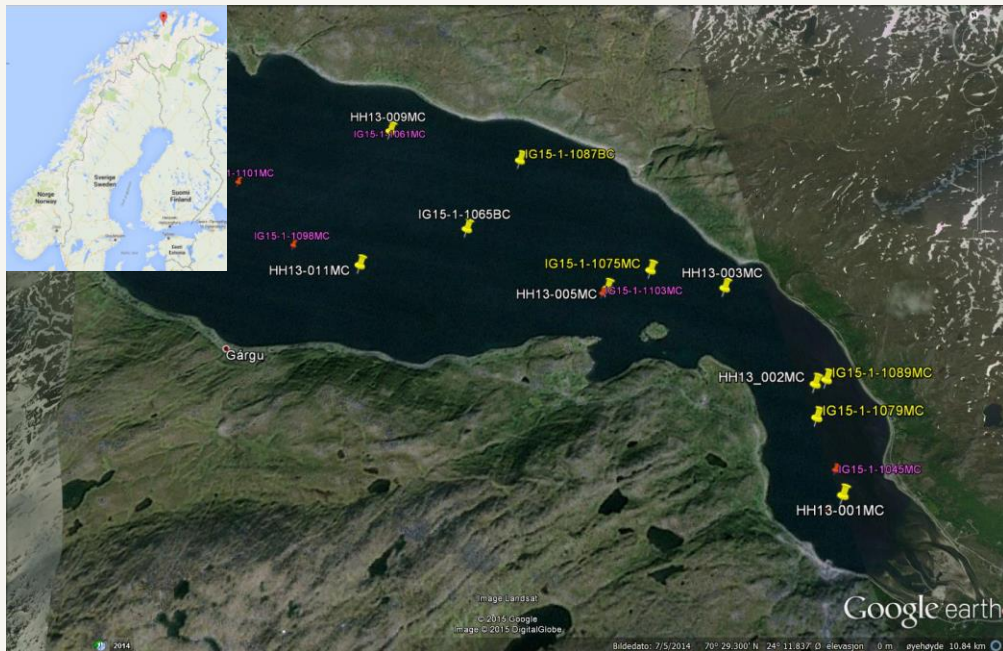 Norge
Norway
Sverige
Sweden
Suomi
Finland
Eesti
Estonia
HH13-009MC
IG15-1-1061MC
IG15-1-1087BC
1-1101MC
IG15-1-1065BC
IG15-1-1098MC
HH13-011MC
IG15-1-1075MC
HH13-003MC
HH13-005MC
IG15-1-1103MC
Gárgu
HH13_002MC
IG15-1-1089MC
IG15-1-1079MC
IG15-1-1045MC
HH13-001MC
Image Landsat
© 2015 Google
Image © 2015 DigitalGlobe
Google earth
2014
Bildedato: 7/5/2014 70° 29.300' N 24° 11.837' Ø elevasjon 0 m øyehøyde 10.84 km